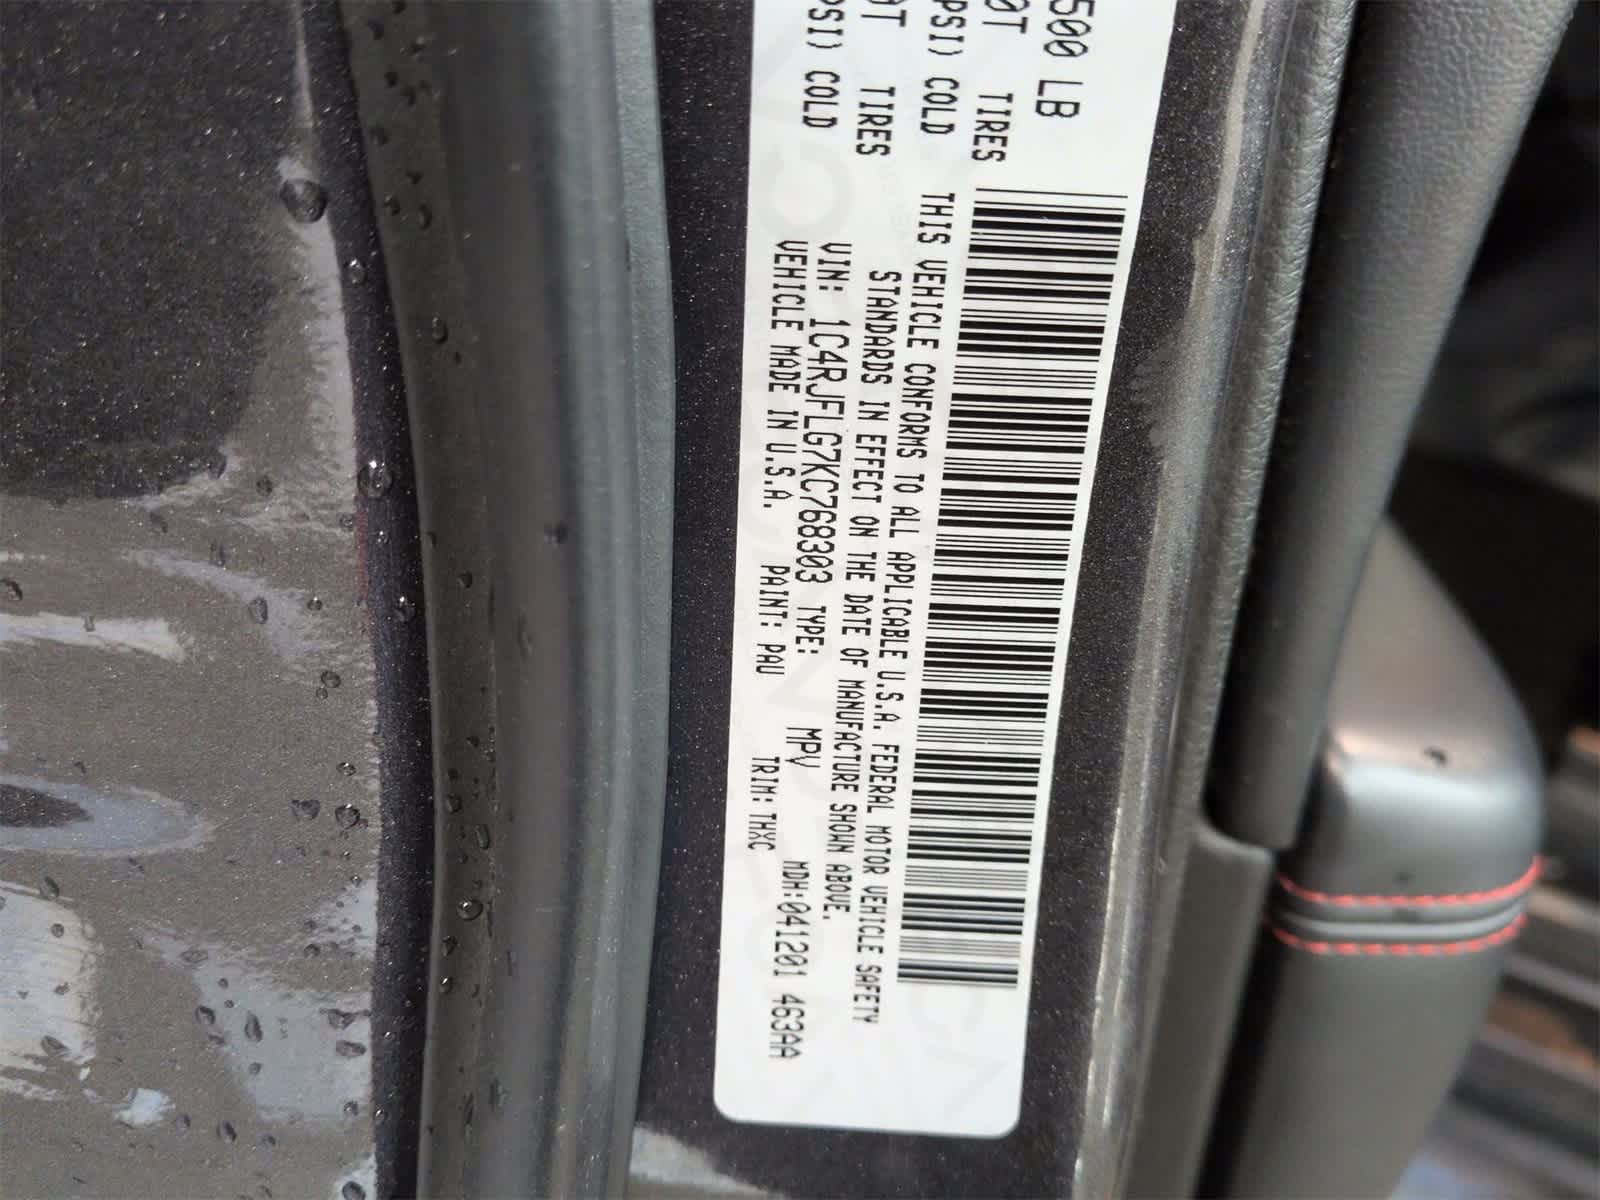 500 LB
0T TIRES
PSI) COLD
AT TIRES
PSI) COLD
THIS VEHICLE CONFORMS TO ALL APPLICABLE U.S.A. FEDERAL MOTOR VEHICLE SAFETY
STANDARDS IN EFFECT ON THE DATE OF MANUFACTURE SHOWN ABOVE.
VIN: 1C4RJFLG7KC768303 TYPE: MPV
VEHICLE MADE IN U.S.A. PAINT: PAU TRIM: THXC MDH:041201 463AA